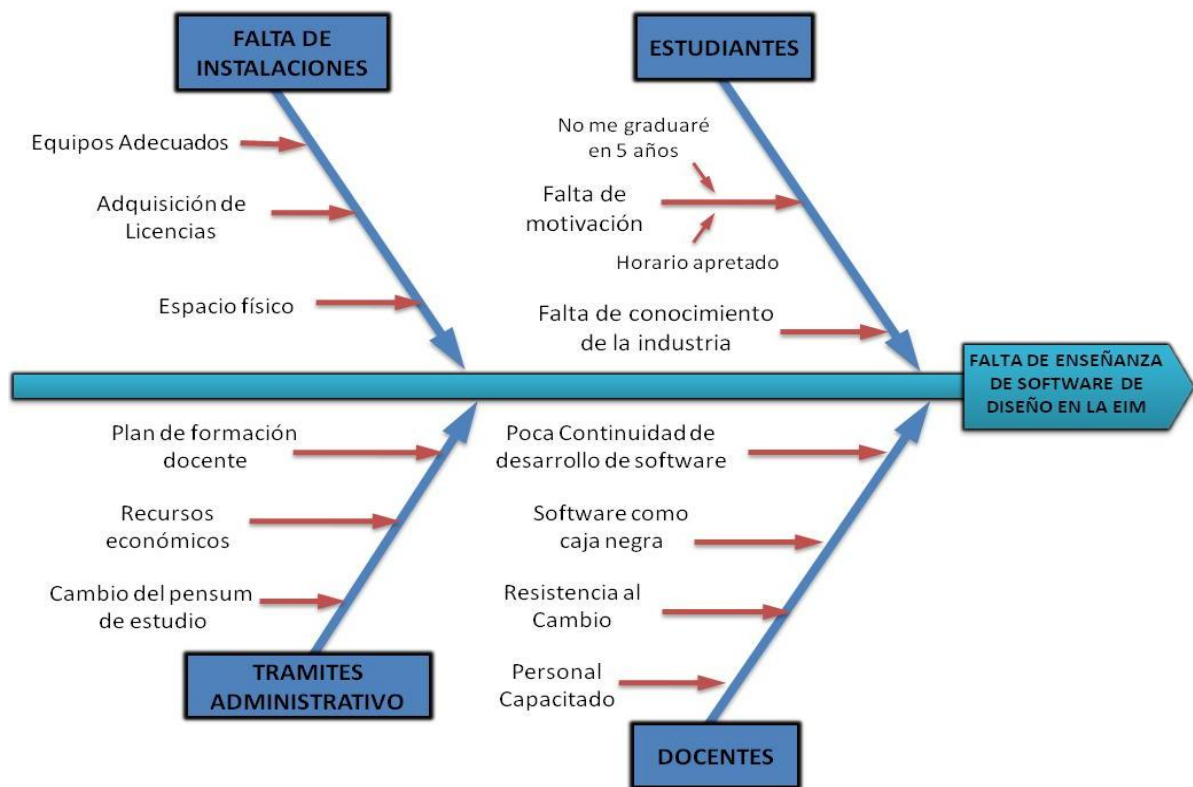 FALTA DE
INSTALACIONES
Equipos Adecuados
Adquisición de
Licencias
Espacio físico
ESTUDIANTES
No me graduaré
en 5 años
Falta de
motivación
Horario apretado
Falta de conocimiento
de la industria
FALTA DE ENSEÑANZA
DE SOFTWARE DE
DISEÑO EN LA EIM
Plan de formación
docente
Recursos
económicos
Cambio del pensum
de estudio
TRAMITES
ADMINISTRATIVO
Poca Continuidad de
desarrollo de software
Software como
caja negra
Resistencia al
Cambio
Personal
Capacitado
DOCENTES